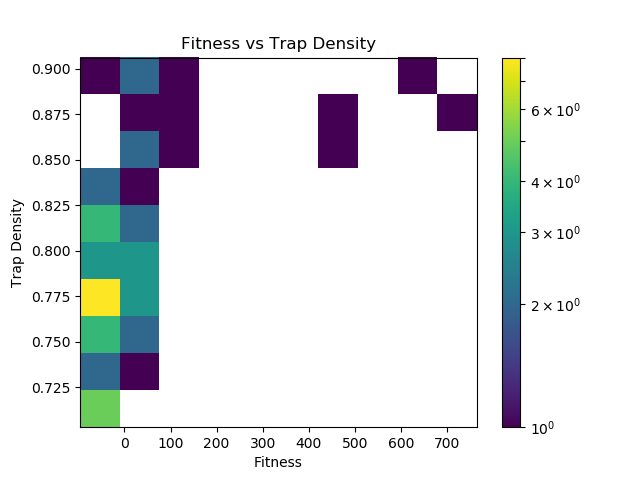 Fitness vs Trap Density
0.900
0.875
0.850
0.825
0.800
0.775
0.750
0.725
Trap Density
0 100 200 300 400 500 600 700
Fitness
6 × 10⁰
4 × 10⁰
3 × 10⁰
2 × 10⁰
10⁰